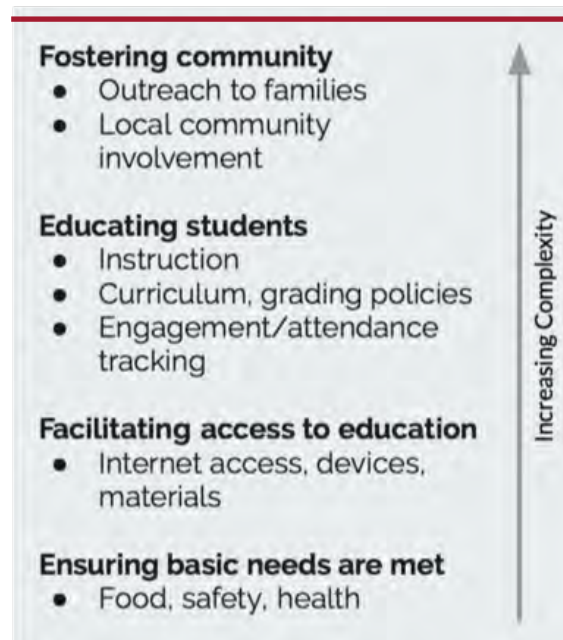 Fostering community
● Outreach to families
● Local community
involvement
Educating students
● Instruction
● Curriculum, grading policies
● Engagement/attendance
tracking
Facilitating access to education
● Internet access, devices,
materials
Ensuring basic needs are met
● Food, safety, health
Increasing Complexity